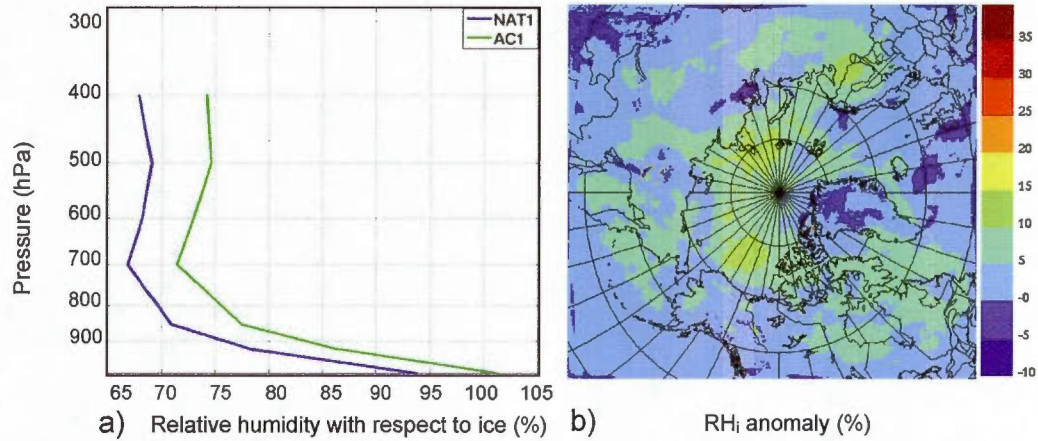 300
400
500
600
700
800
900
Pressure (hPa)
NAT1
AC1
65 70 75 80 85 90 95 100 105
a) Relative humidity with respect to ice (%)
35
30
25
20
15
10
5
-0
-5
-10
b) RHi anomaly (%)